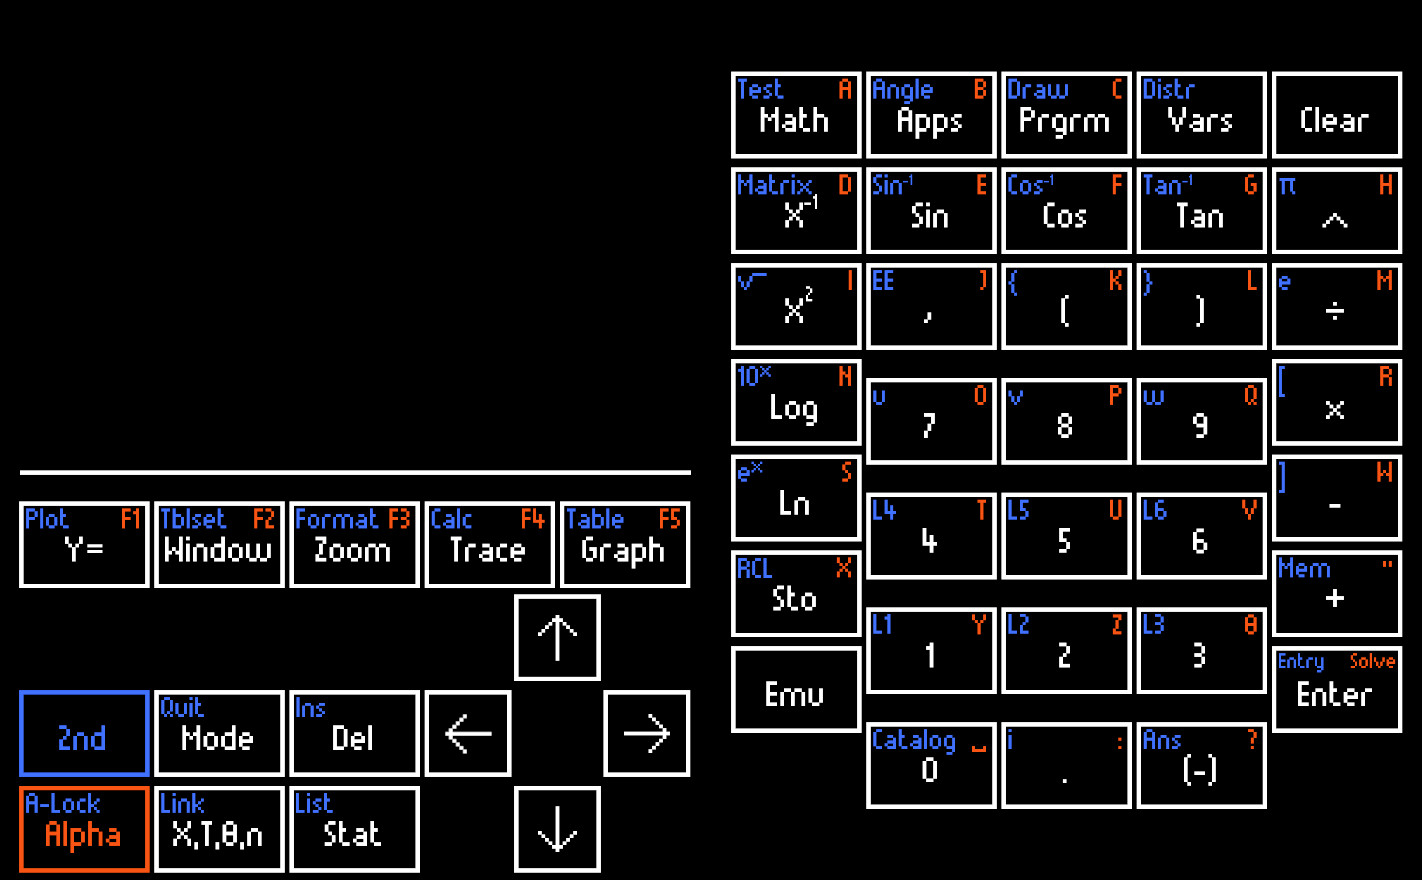 Test A
Math
Angle B
Apps
Draw C
Prgrm
Distr
Vars
Clear
Matrix D
X⁻¹
Sin⁻¹ E
Sin
Cos⁻¹ F
Cos
Tan⁻¹ G
Tan
π H
^
√ I
X²
EE J
,
{ K
(
} L
)
e M
÷
10ˣ N
Log
u O
7
v P
8
w Q
9
[ R
×
eˣ S
Ln
L4 T
4
L5 U
5
L6 V
6
] W
-
RCL X
Sto
Mem "
+
L1 Y
1
L2 Z
2
L3 θ
3
Entry Solve
Enter
Emu
Catalog ␣
0
i :
.
Ans ?
(-)
Plot F1
Y=
Tblset F2
Window
Format F3
Zoom
Calc F4
Trace
Table F5
Graph
↑
2nd
Quit
Mode
Ins
Del
←
→
A-Lock
Alpha
Link
X,T,θ,n
List
Stat
↓